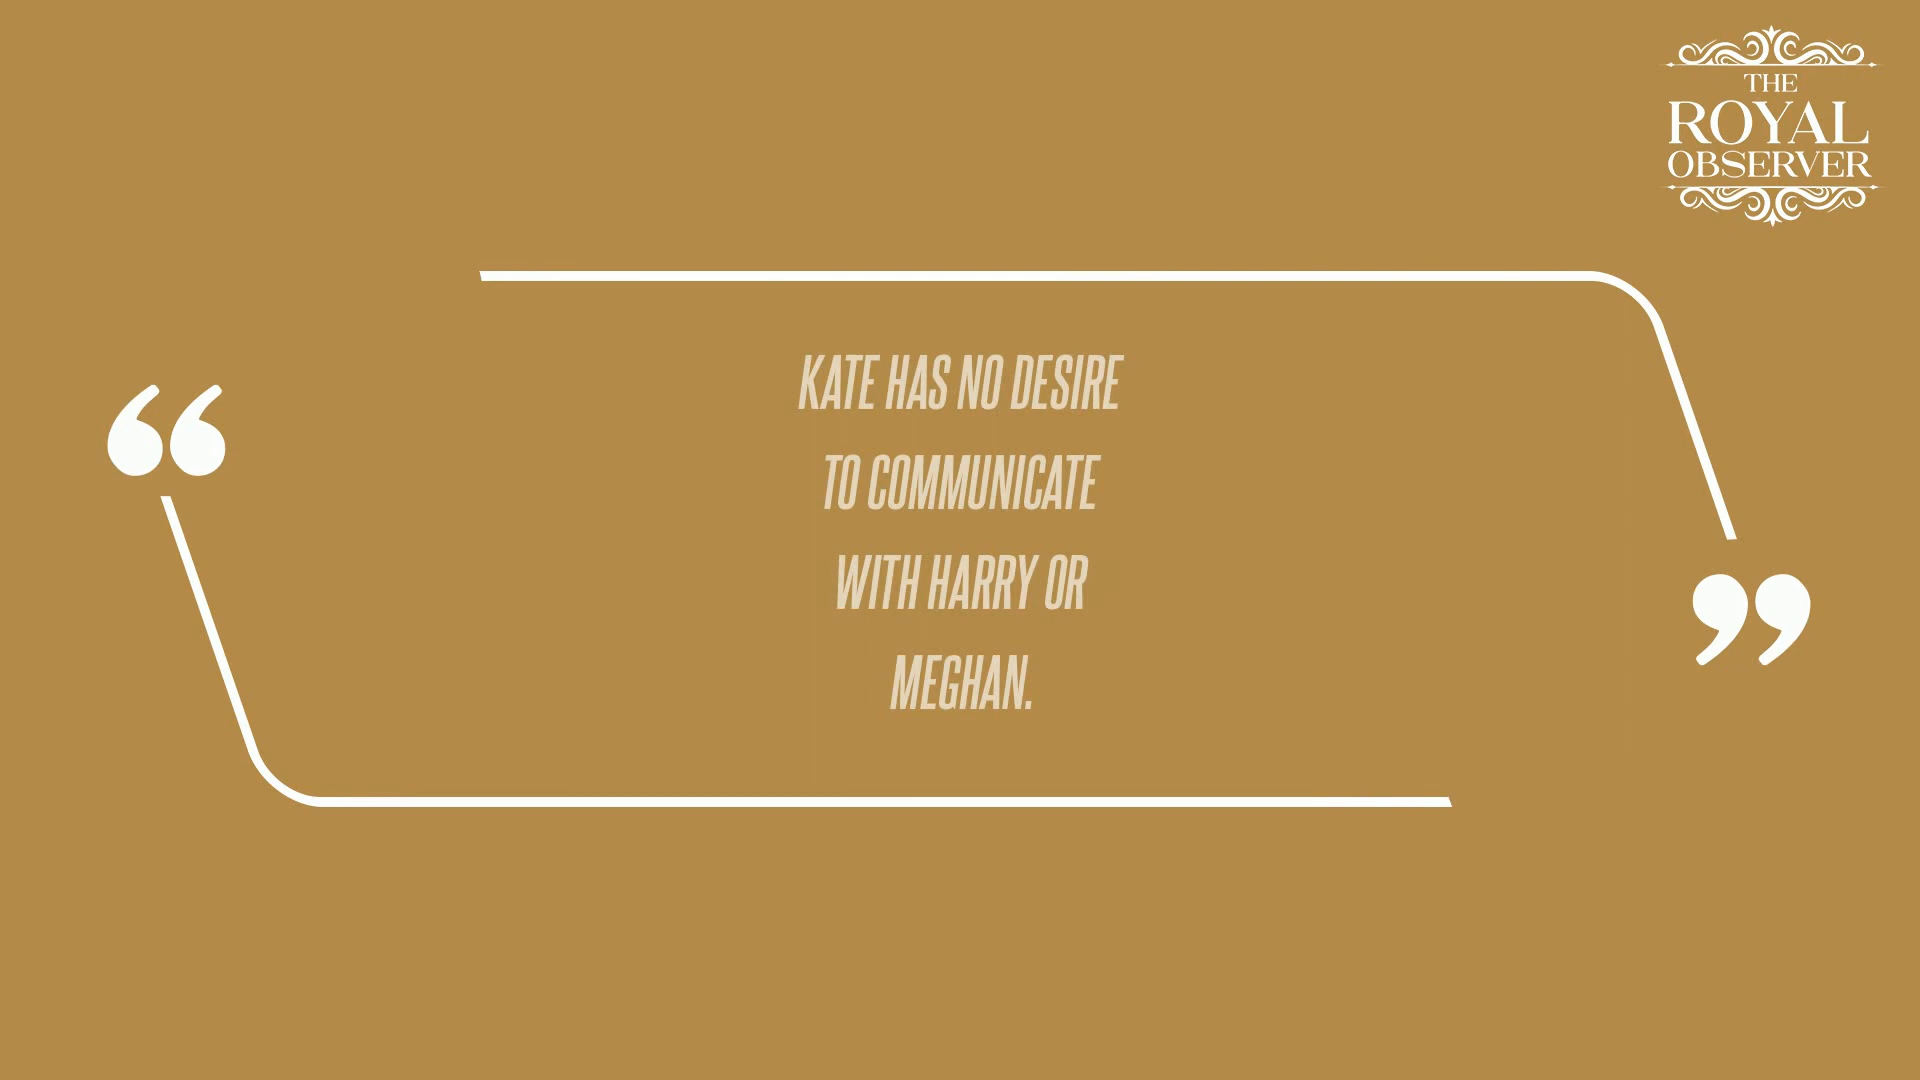 THE
ROYAL
OBSERVER
“
KATE HAS NO DESIRE
TO COMMUNICATE
WITH HARRY OR
MEGHAN.
”